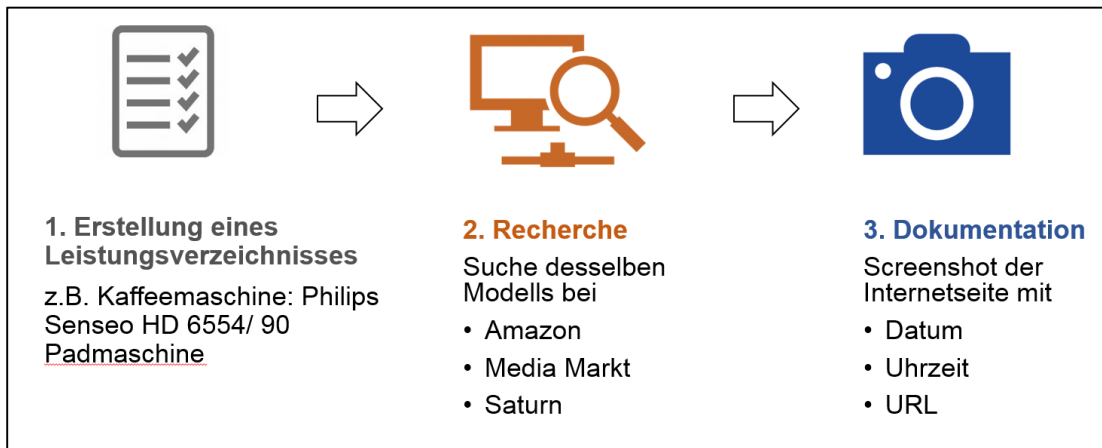 1. Erstellung eines
Leistungsverzeichnisses
z.B. Kaffeemaschine: Philips
Senseo HD 6554/ 90
Padmaschine
2. Recherche
Suche desselben
Modells bei
• Amazon
• Media Markt
• Saturn
3. Dokumentation
Screenshot der
Internetseite mit
• Datum
• Uhrzeit
• URL